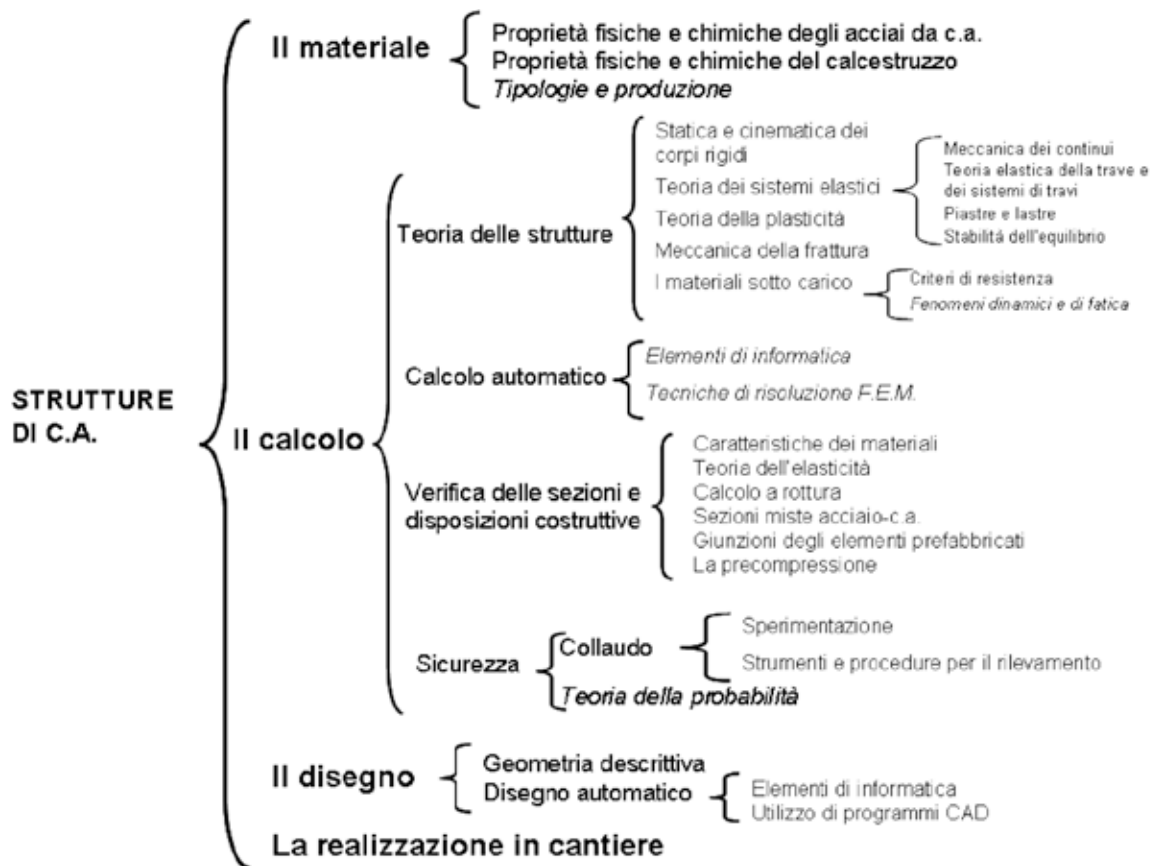 Il materiale
Proprietà fisiche e chimiche degli acciai da c.a.
Proprietà fisiche e chimiche del calcestruzzo
Tipologie e produzione
STRUTTURE
DI C.A.
Il calcolo
Teoria delle strutture
Statica e cinematica dei
corpi rigidi
Teoria dei sistemi elastici
Meccanica dei continui
Teoria elastica della trave e
dei sistemi di travi
Piastre e lastre
Stabilitá dell'equilibrio
Teoria della plasticità
Meccanica della frattura
I materiali sotto carico
Criteri di resistenza
Fenomeni dinamici e di fatica
Calcolo automatico
Elementi di informatica
Tecniche di risoluzione F.E.M.
Verifica delle sezioni e
disposizioni costruttive
Caratteristiche dei materiali
Teoria dell'elasticità
Calcolo a rottura
Sezioni miste acciaio-c.a.
Giunzioni degli elementi prefabbricati
La precompressione
Sicurezza
Collaudo
Sperimentazione
Strumenti e procedure per il rilevamento
Teoria della probabilità
Il disegno
Geometria descrittiva
Disegno automatico
Elementi di informatica
Utilizzo di programmi CAD
La realizzazione in cantiere